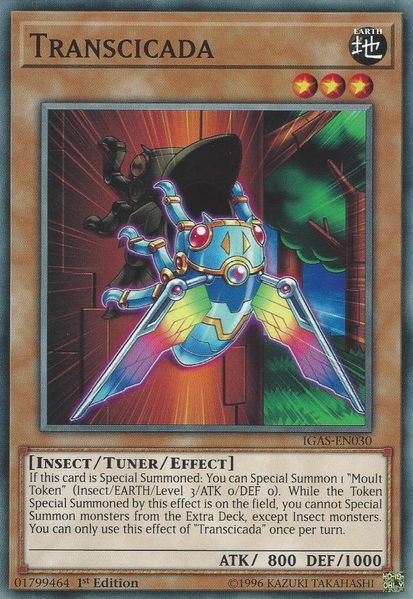 TRANSCICADA
EARTH
地
IGAS-EN030
[INSECT/TUNER/EFFECT]
If this card is Special Summoned: You can Special Summon 1 "Moult
Token" (Insect/EARTH/Level 3/ATK 0/DEF 0). While the Token
Special Summoned by this effect is on the field, you cannot Special
Summon monsters from the Extra Deck, except Insect monsters.
You can only use this effect of "Transcicada" once per turn.
ATK/ 800 DEF/1000
01799464 1st Edition ©1996 KAZUKI TAKAHASHI